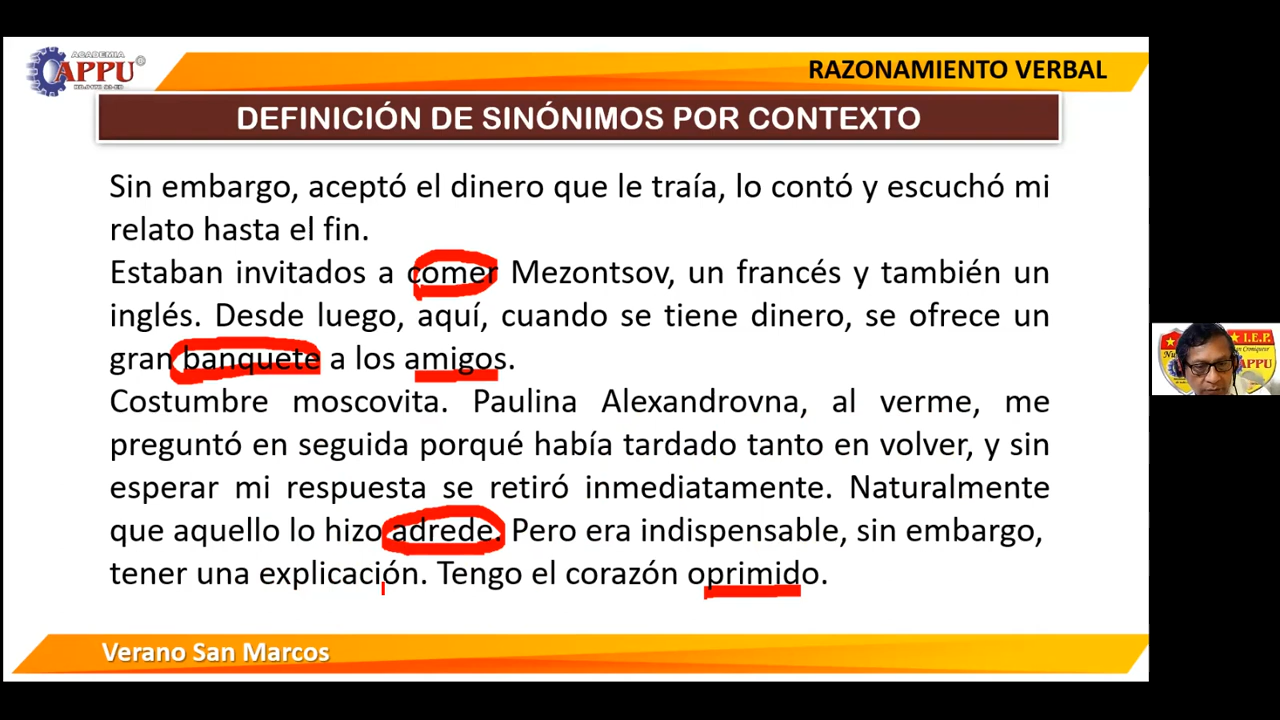 ACADEMIA
APPU
RAZONAMIENTO VERBAL
DEFINICIÓN DE SINÓNIMOS POR CONTEXTO
Sin embargo, aceptó el dinero que le traía, lo contó y escuchó mi
relato hasta el fin.
Estaban invitados a comer Mezontsov, un francés y también un
inglés. Desde luego, aquí, cuando se tiene dinero, se ofrece un
gran banquete a los amigos.
Costumbre moscovita. Paulina Alexandrovna, al verme, me
preguntó en seguida porqué había tardado tanto en volver, y sin
esperar mi respuesta se retiró inmediatamente. Naturalmente
que aquello lo hizo adrede. Pero era indispensable, sin embargo,
tener una explicación. Tengo el corazón oprimido.
I.E.P.
APPU
Verano San Marcos